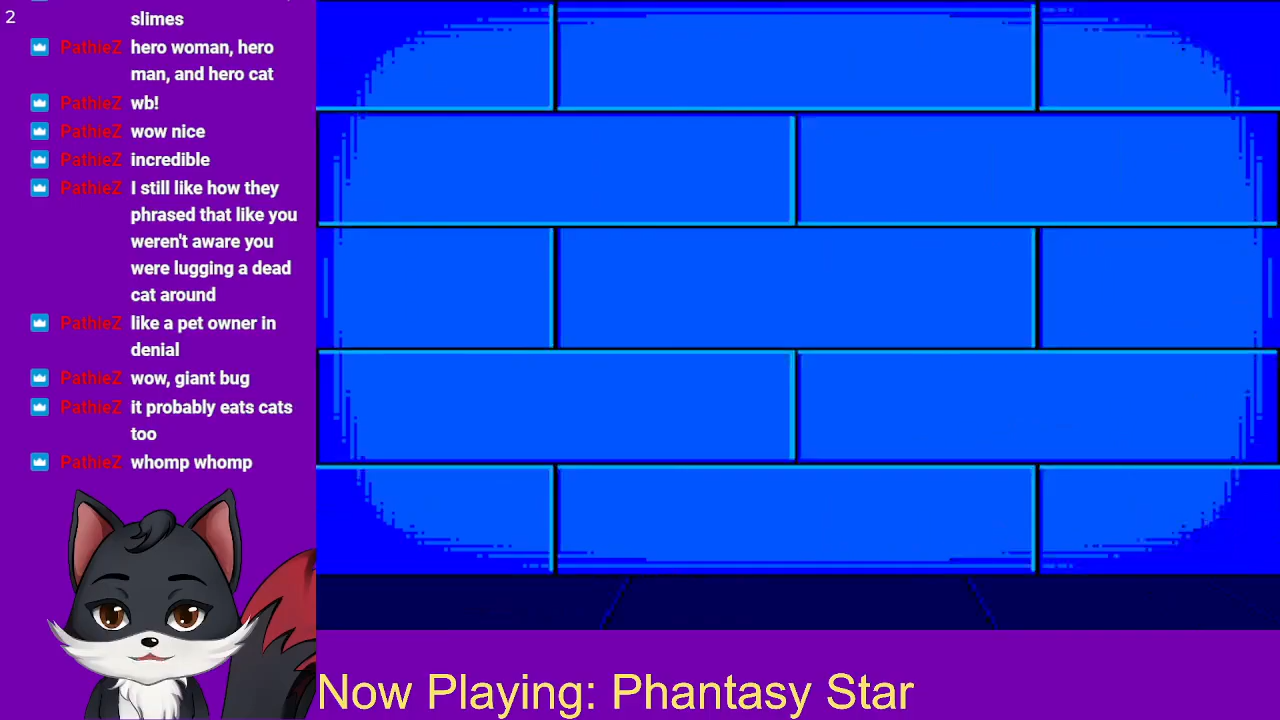 2
slimes
PathieZ hero woman, hero
man, and hero cat
PathieZ wb!
PathieZ wow nice
PathieZ incredible
PathieZ I still like how they
phrased that like you
weren't aware you
were lugging a dead
cat around
PathieZ like a pet owner in
denial
PathieZ wow, giant bug
PathieZ it probably eats cats
too
PathieZ whomp whomp
Now Playing: Phantasy Star